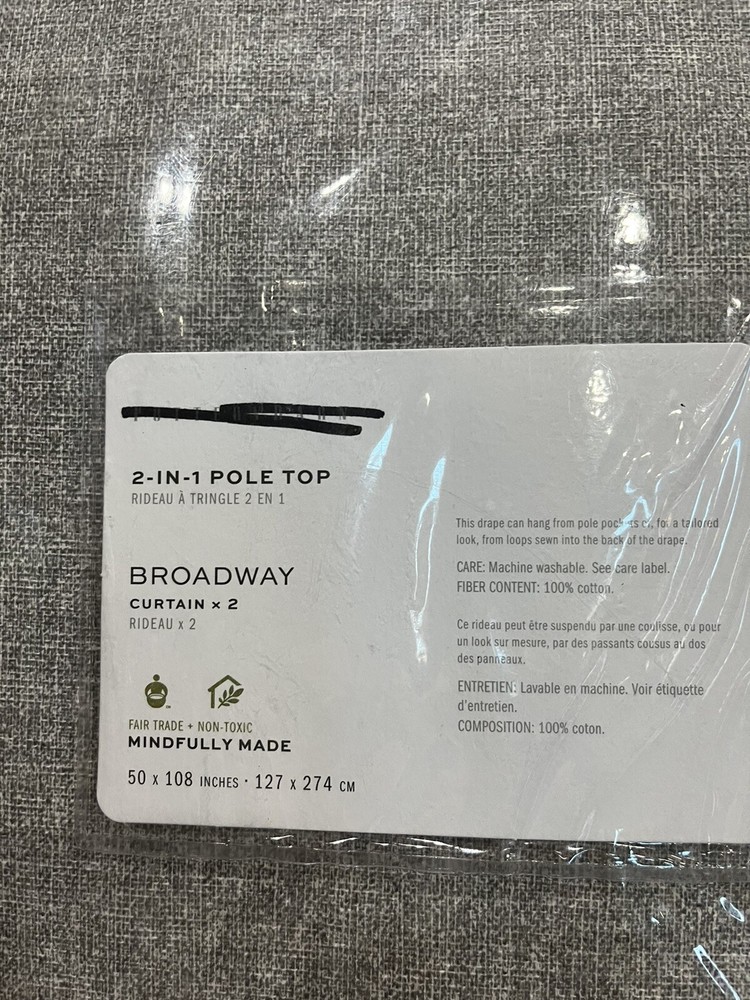 2-IN-1 POLE TOP
RIDEAU À TRINGLE 2 EN 1
BROADWAY
CURTAIN × 2
RIDEAU x 2
FAIR TRADE + NON-TOXIC
MINDFULLY MADE
50 x 108 INCHES · 127 x 274 CM
This drape can hang from pole pockets or, for a tailored
look, from loops sewn into the back of the drape.
CARE: Machine washable. See care label.
FIBER CONTENT: 100% cotton.
Ce rideau peut être suspendu par une coulisse, ou pour
un look sur mesure, par des passants cousus au dos
des panneaux.
ENTRETIEN: Lavable en machine. Voir étiquette
d'entretien.
COMPOSITION: 100% coton.